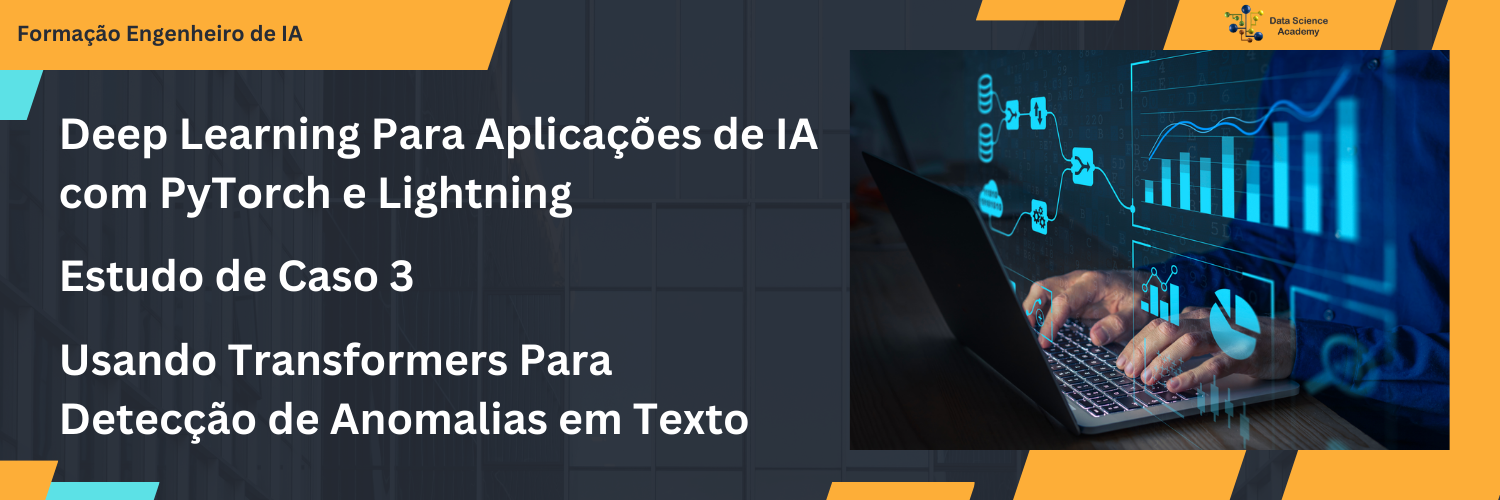 Formação Engenheiro de IA
Data Science
Academy
Deep Learning Para Aplicações de IA
com PyTorch e Lightning
Estudo de Caso 3
Usando Transformers Para
Detecção de Anomalias em Texto